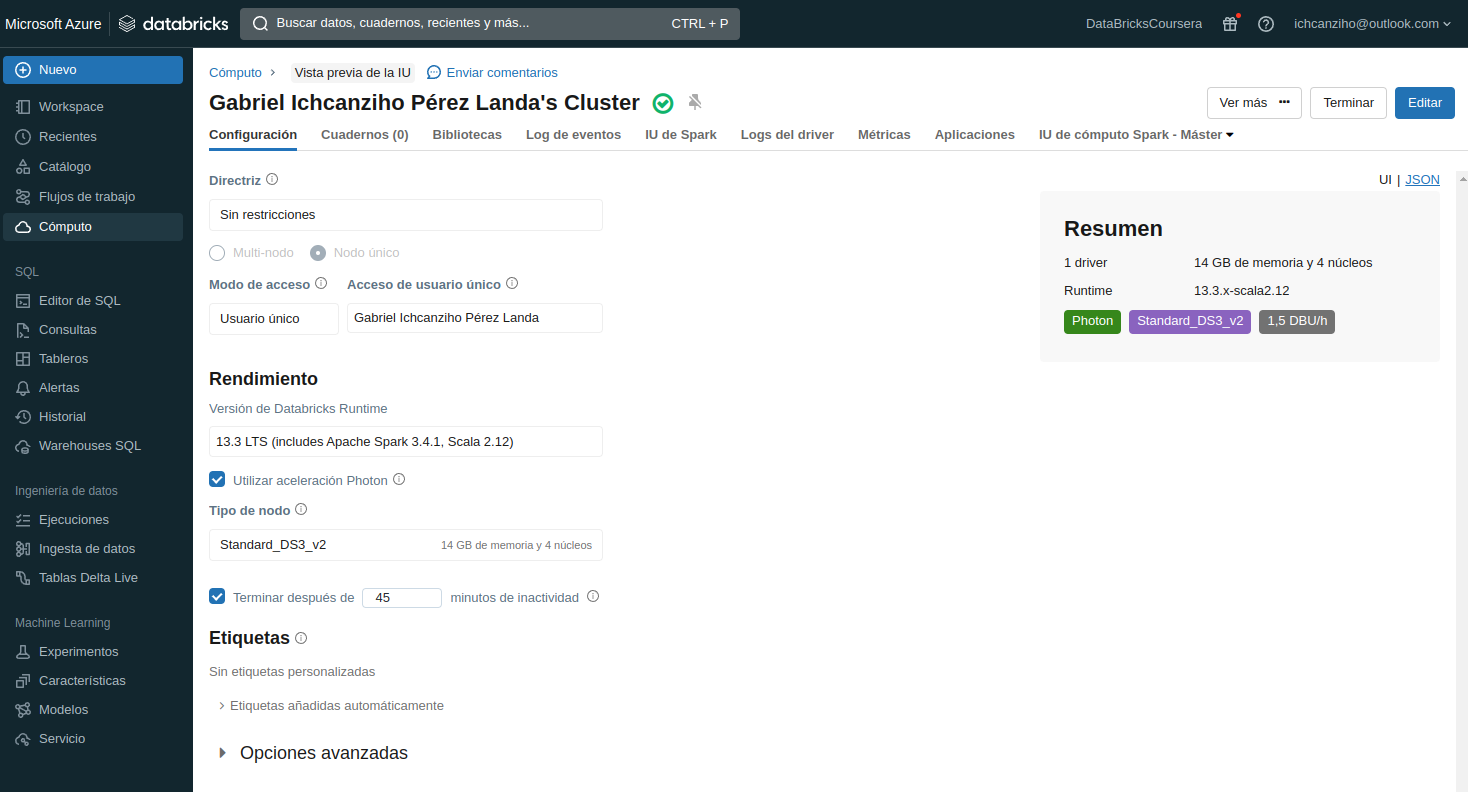 Microsoft Azure databricks Buscar datos, cuadernos, recientes y más... CTRL + P DataBricksCoursera ichcanziho@outlook.com
Nuevo
Workspace
Recientes
Catálogo
Flujos de trabajo
Cómputo
SQL
Editor de SQL
Consultas
Tableros
Alertas
Historial
Warehouses SQL
Ingeniería de datos
Ejecuciones
Ingesta de datos
Tablas Delta Live
Machine Learning
Experimentos
Características
Modelos
Servicio
Cómputo Vista previa de la IU Enviar comentarios
Gabriel Ichcanziho Pérez Landa's Cluster Ver más Terminar Editar
Configuración Cuadernos (0) Bibliotecas Log de eventos IU de Spark Logs del driver Métricas Aplicaciones IU de cómputo Spark - Máster
Directriz
Sin restricciones
Multi-nodo Nodo único
Modo de acceso Acceso de usuario único
Usuario único Gabriel Ichcanziho Pérez Landa
Rendimiento
Versión de Databricks Runtime
13.3 LTS (includes Apache Spark 3.4.1, Scala 2.12)
Utilizar aceleración Photon
Tipo de nodo
Standard_DS3_v2 14 GB de memoria y 4 núcleos
Terminar después de 45 minutos de inactividad
Etiquetas
Sin etiquetas personalizadas
Etiquetas añadidas automáticamente
Opciones avanzadas
UI | JSON
Resumen
1 driver 14 GB de memoria y 4 núcleos
Runtime 13.3.x-scala2.12
Photon Standard_DS3_v2 1,5 DBU/h